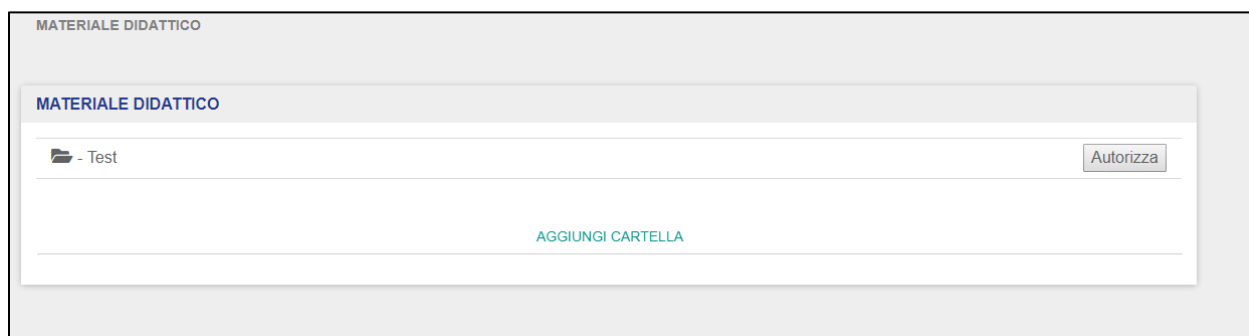 MATERIALE DIDATTICO
MATERIALE DIDATTICO
- Test Autorizza
AGGIUNGI CARTELLA